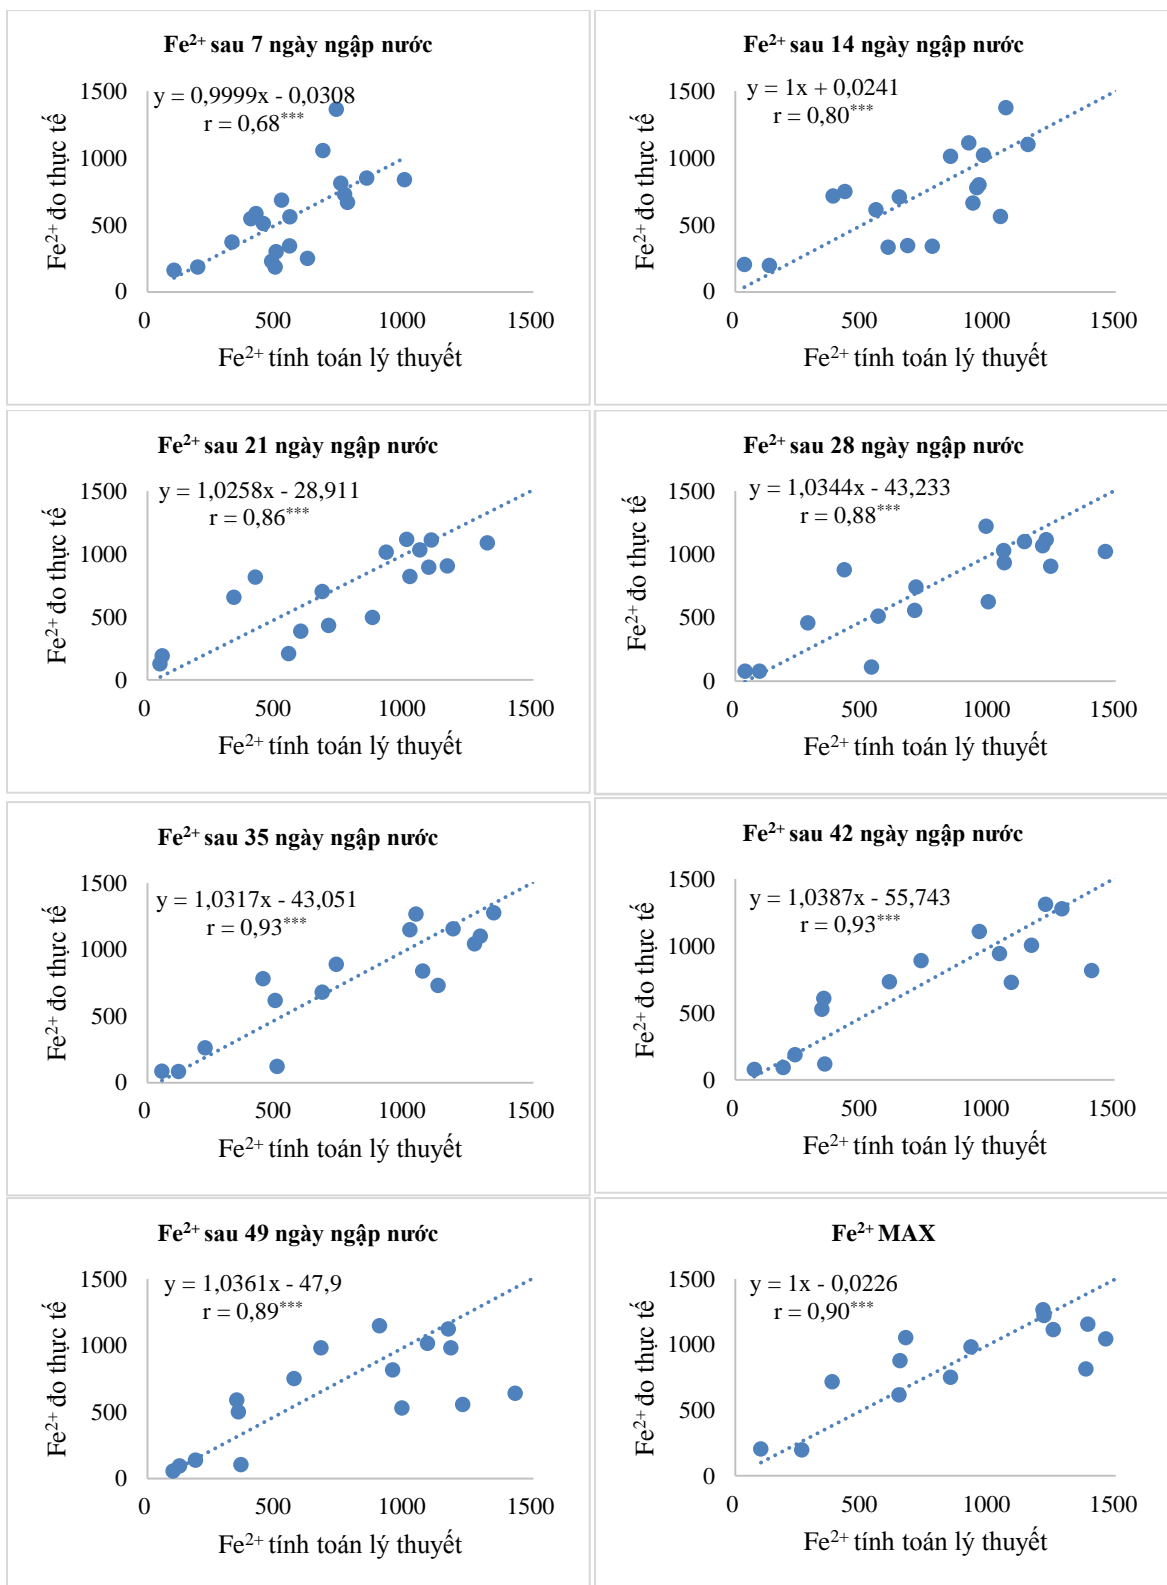 Fe²⁺ sau 7 ngày ngập nước
y = 0,9999x - 0,0308
r = 0,68***
Fe²⁺ đo thực tế
1500
1000
500
0
0 500 1000 1500
Fe²⁺ tính toán lý thuyết
Fe²⁺ sau 14 ngày ngập nước
y = 1x + 0,0241
r = 0,80***
Fe²⁺ đo thực tế
1500
1000
500
0
0 500 1000 1500
Fe²⁺ tính toán lý thuyết
Fe²⁺ sau 21 ngày ngập nước
y = 1,0258x - 28,911
r = 0,86***
Fe²⁺ đo thực tế
1500
1000
500
0
0 500 1000 1500
Fe²⁺ tính toán lý thuyết
Fe²⁺ sau 28 ngày ngập nước
y = 1,0344x - 43,233
r = 0,88***
Fe²⁺ đo thực tế
1500
1000
500
0
0 500 1000 1500
Fe²⁺ tính toán lý thuyết
Fe²⁺ sau 35 ngày ngập nước
y = 1,0317x - 43,051
r = 0,93***
Fe²⁺ đo thực tế
1500
1000
500
0
0 500 1000 1500
Fe²⁺ tính toán lý thuyết
Fe²⁺ sau 42 ngày ngập nước
y = 1,0387x - 55,743
r = 0,93***
Fe²⁺ đo thực tế
1500
1000
500
0
0 500 1000 1500
Fe²⁺ tính toán lý thuyết
Fe²⁺ sau 49 ngày ngập nước
y = 1,0361x - 47,9
r = 0,89***
Fe²⁺ đo thực tế
1500
1000
500
0
0 500 1000 1500
Fe²⁺ tính toán lý thuyết
Fe²⁺ MAX
y = 1x - 0,0226
r = 0,90***
Fe²⁺ đo thực tế
1500
1000
500
0
0 500 1000 1500
Fe²⁺ tính toán lý thuyết